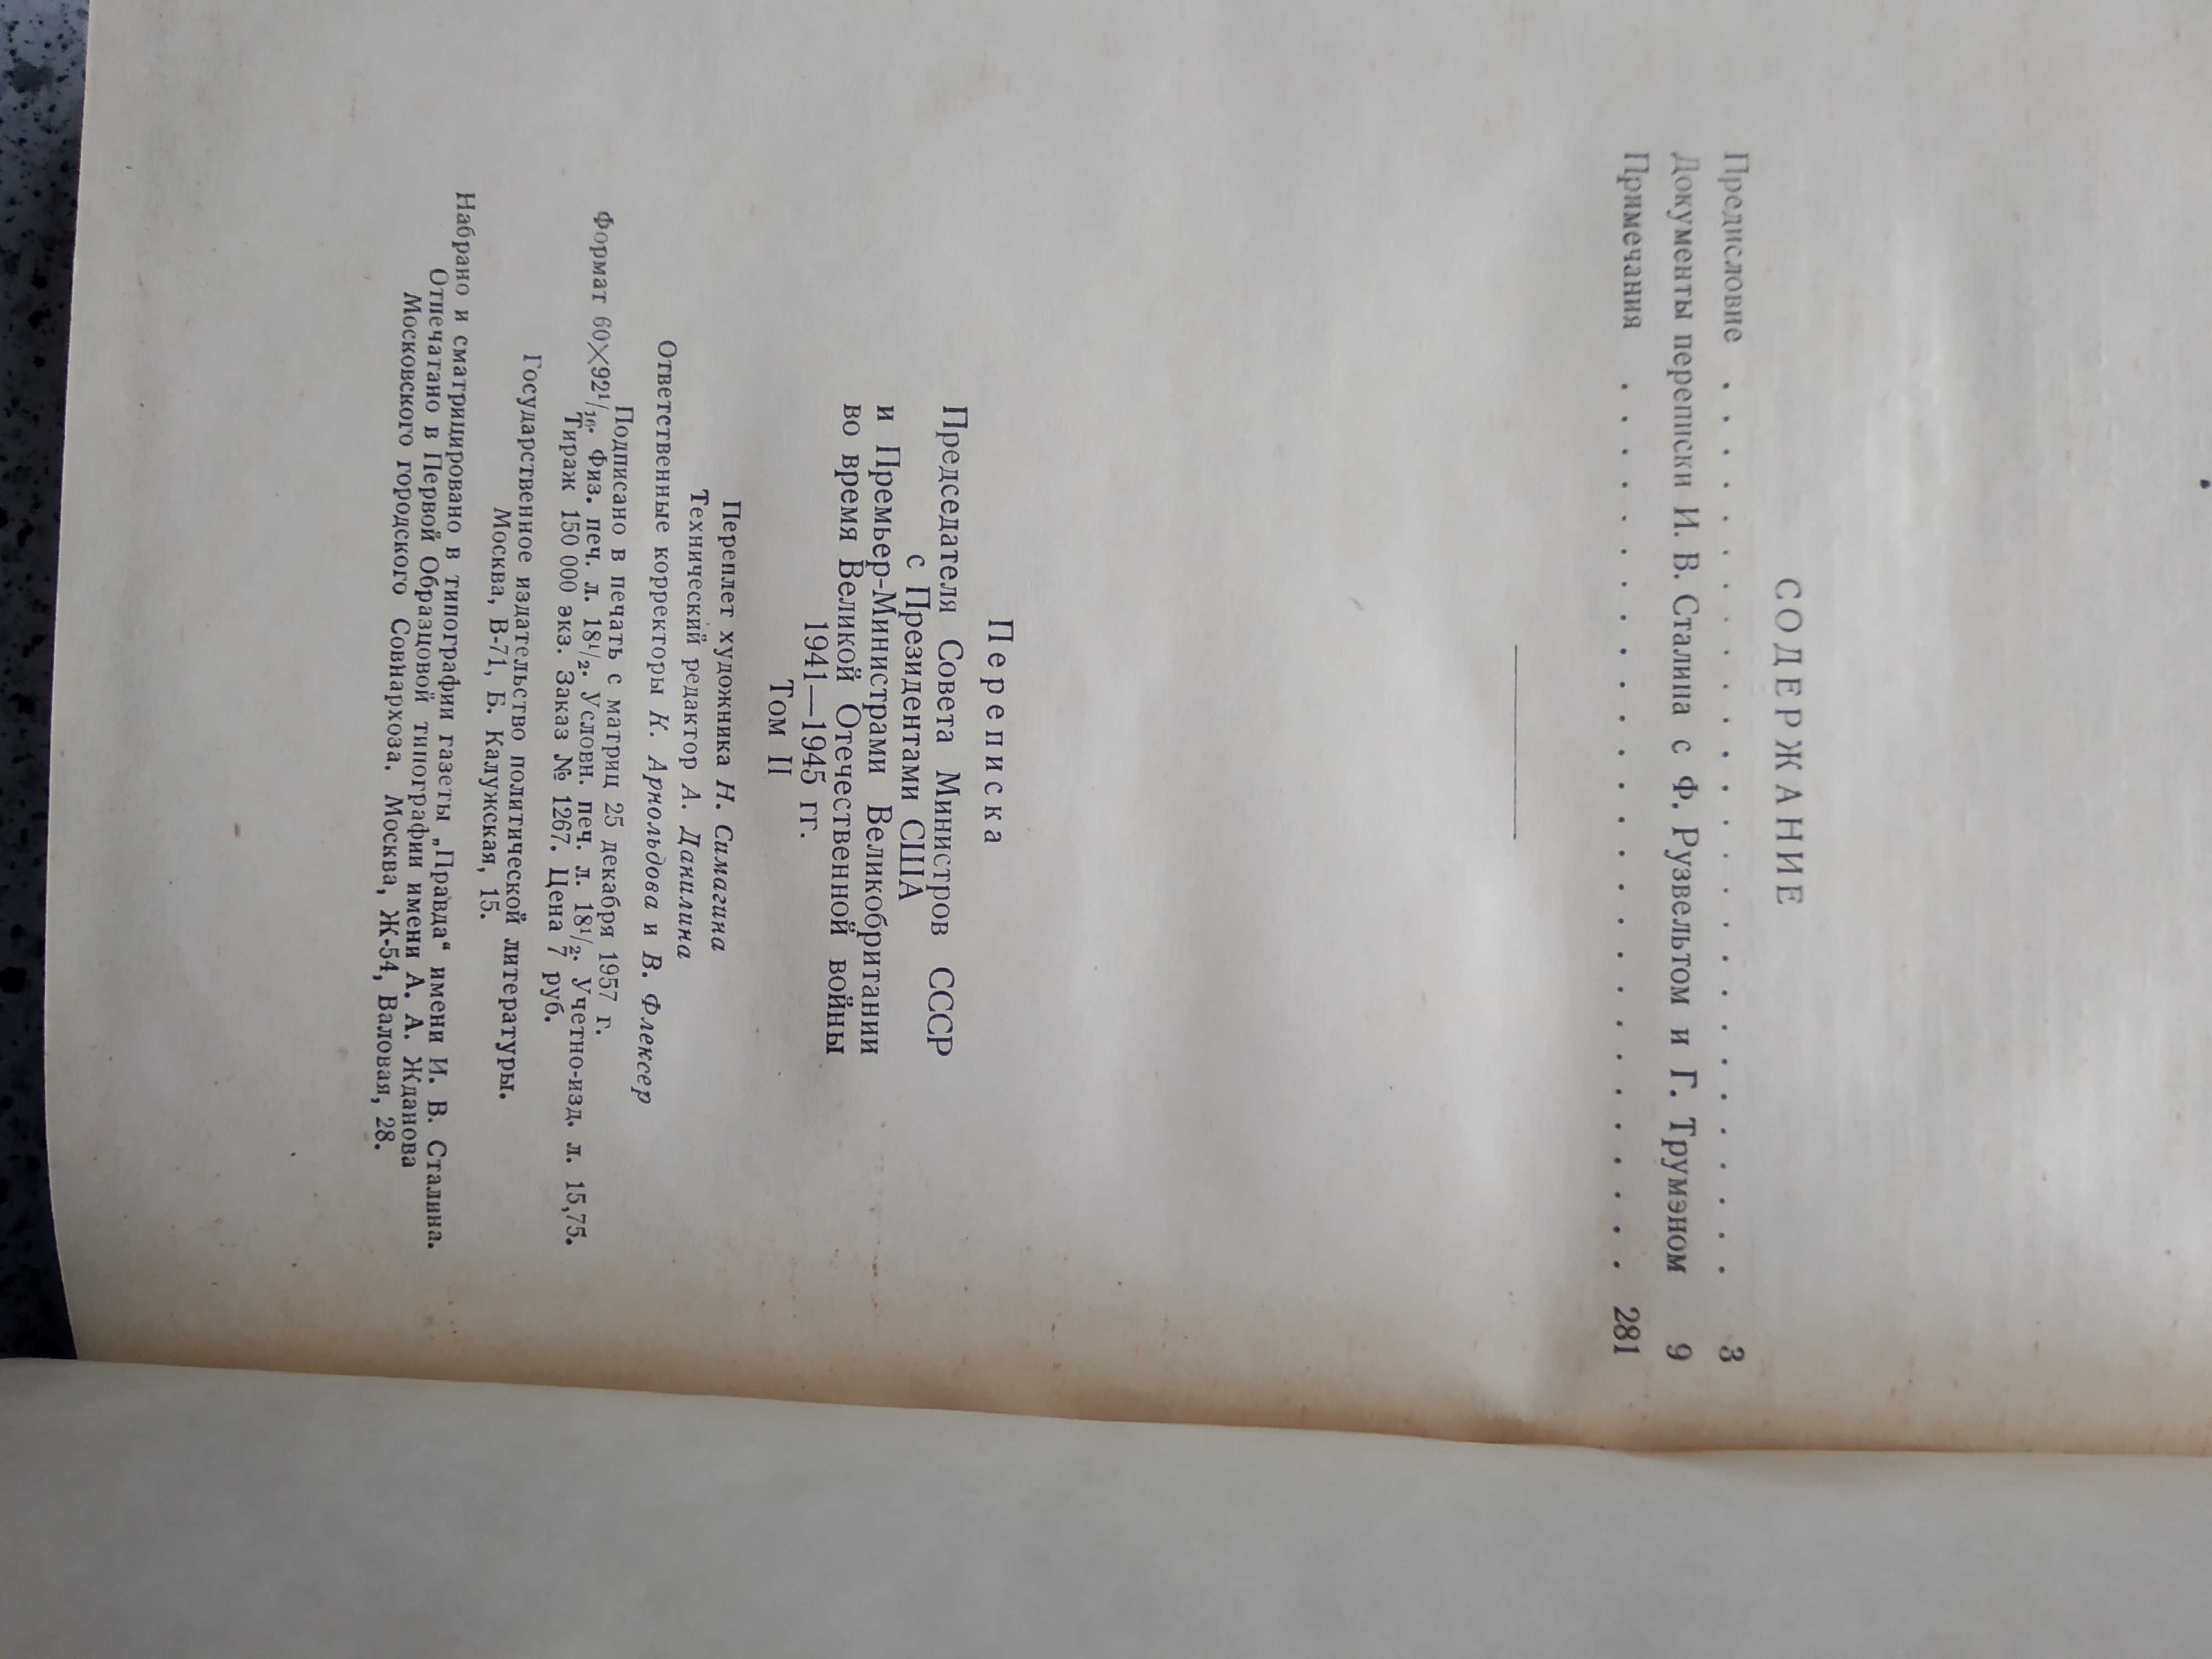 СОДЕРЖАНИЕ
Предисловие . . . . . . . . . . . . . . . . . . . . . . . . . . . 3
Документы переписки И. В. Сталина с Ф. Рузвельтом и Г. Трумэном 9
Примечания . . . . . . . . . . . . . . . . . . . . . . . . . . . 281
Переписка
Председателя Совета Министров СССР
с Президентами США
и Премьер-Министрами Великобритании
во время Великой Отечественной войны
1941—1945 гг.
Том II
Переплет художника Н. Симагина
Технический редактор А. Данилина
Ответственные корректоры К. Арнольдова и В. Флексер
Подписано в печать с матриц 25 декабря 1957 г.
Формат 60×92¹/₁₆. Физ. печ. л. 18¹/₂. Условн. печ. л. 18¹/₂. Учетно-изд. л. 15,75.
Тираж 150 000 экз. Заказ № 1267. Цена 7 руб.
Государственное издательство политической литературы.
Москва, В-71, Б. Калужская, 15.
Набрано и сматрицировано в типографии газеты „Правда“ имени И. В. Сталина.
Отпечатано в Первой Образцовой типографии имени А. А. Жданова
Московского городского Совнархоза. Москва, Ж-54, Валовая, 28.